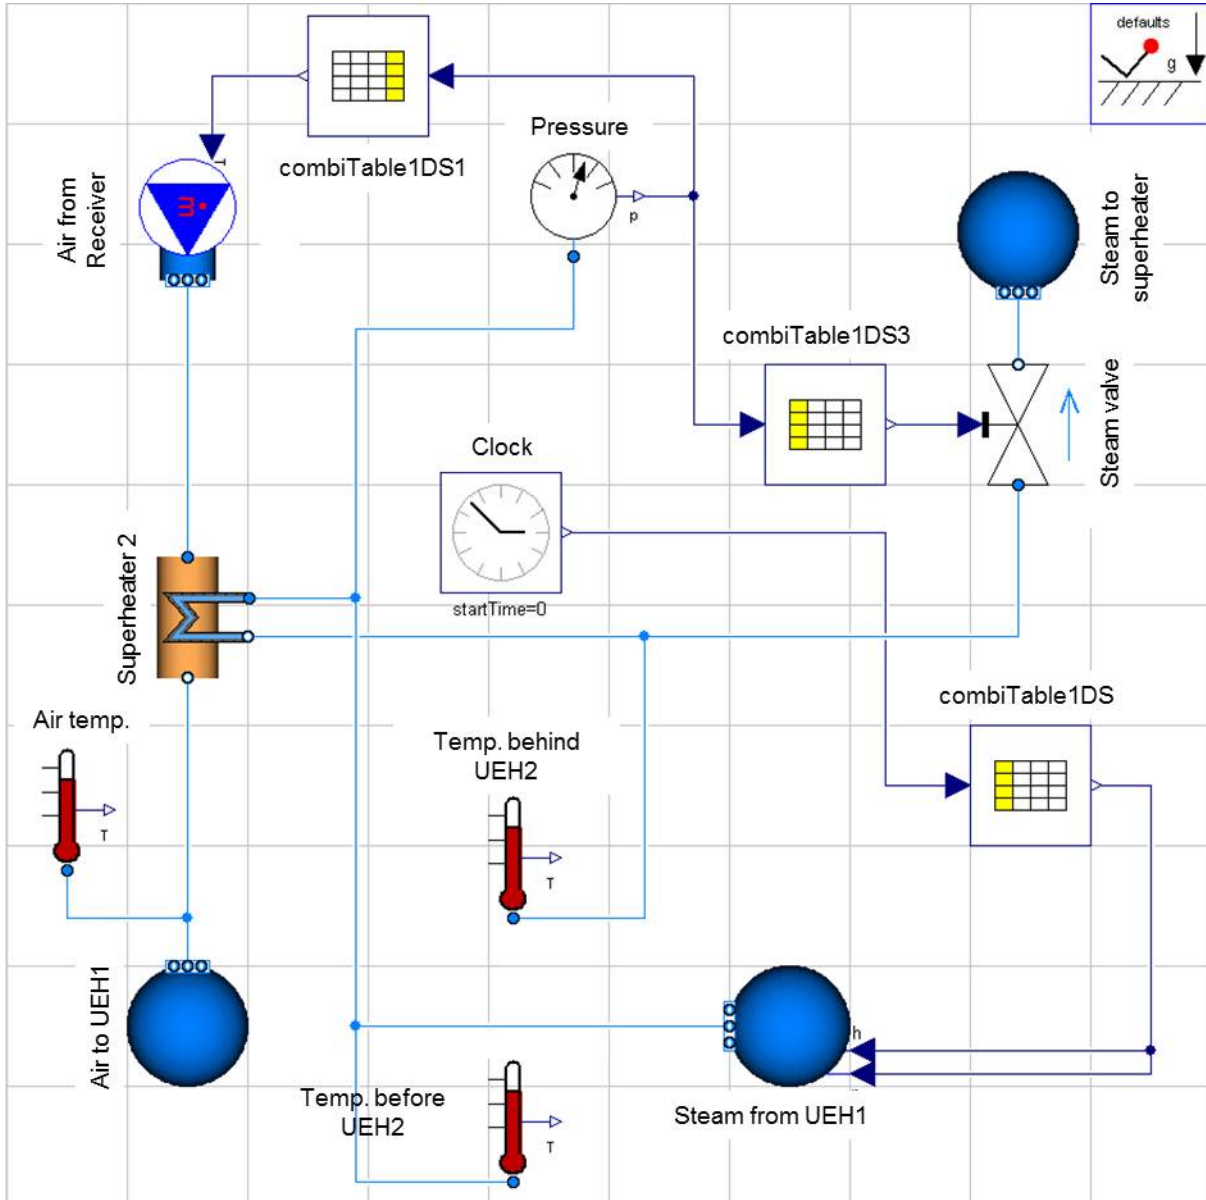 defaults
g
combiTable1DS1
Pressure
p
T
ṁ
Air from
Receiver
Steam to
superheater
combiTable1DS3
Steam valve
Clock
startTime=0
Superheater 2
combiTable1DS
Air temp.
T
Temp. behind
UEH2
T
Air to UEH1
h
Temp. before
UEH2
T
Steam from UEH1